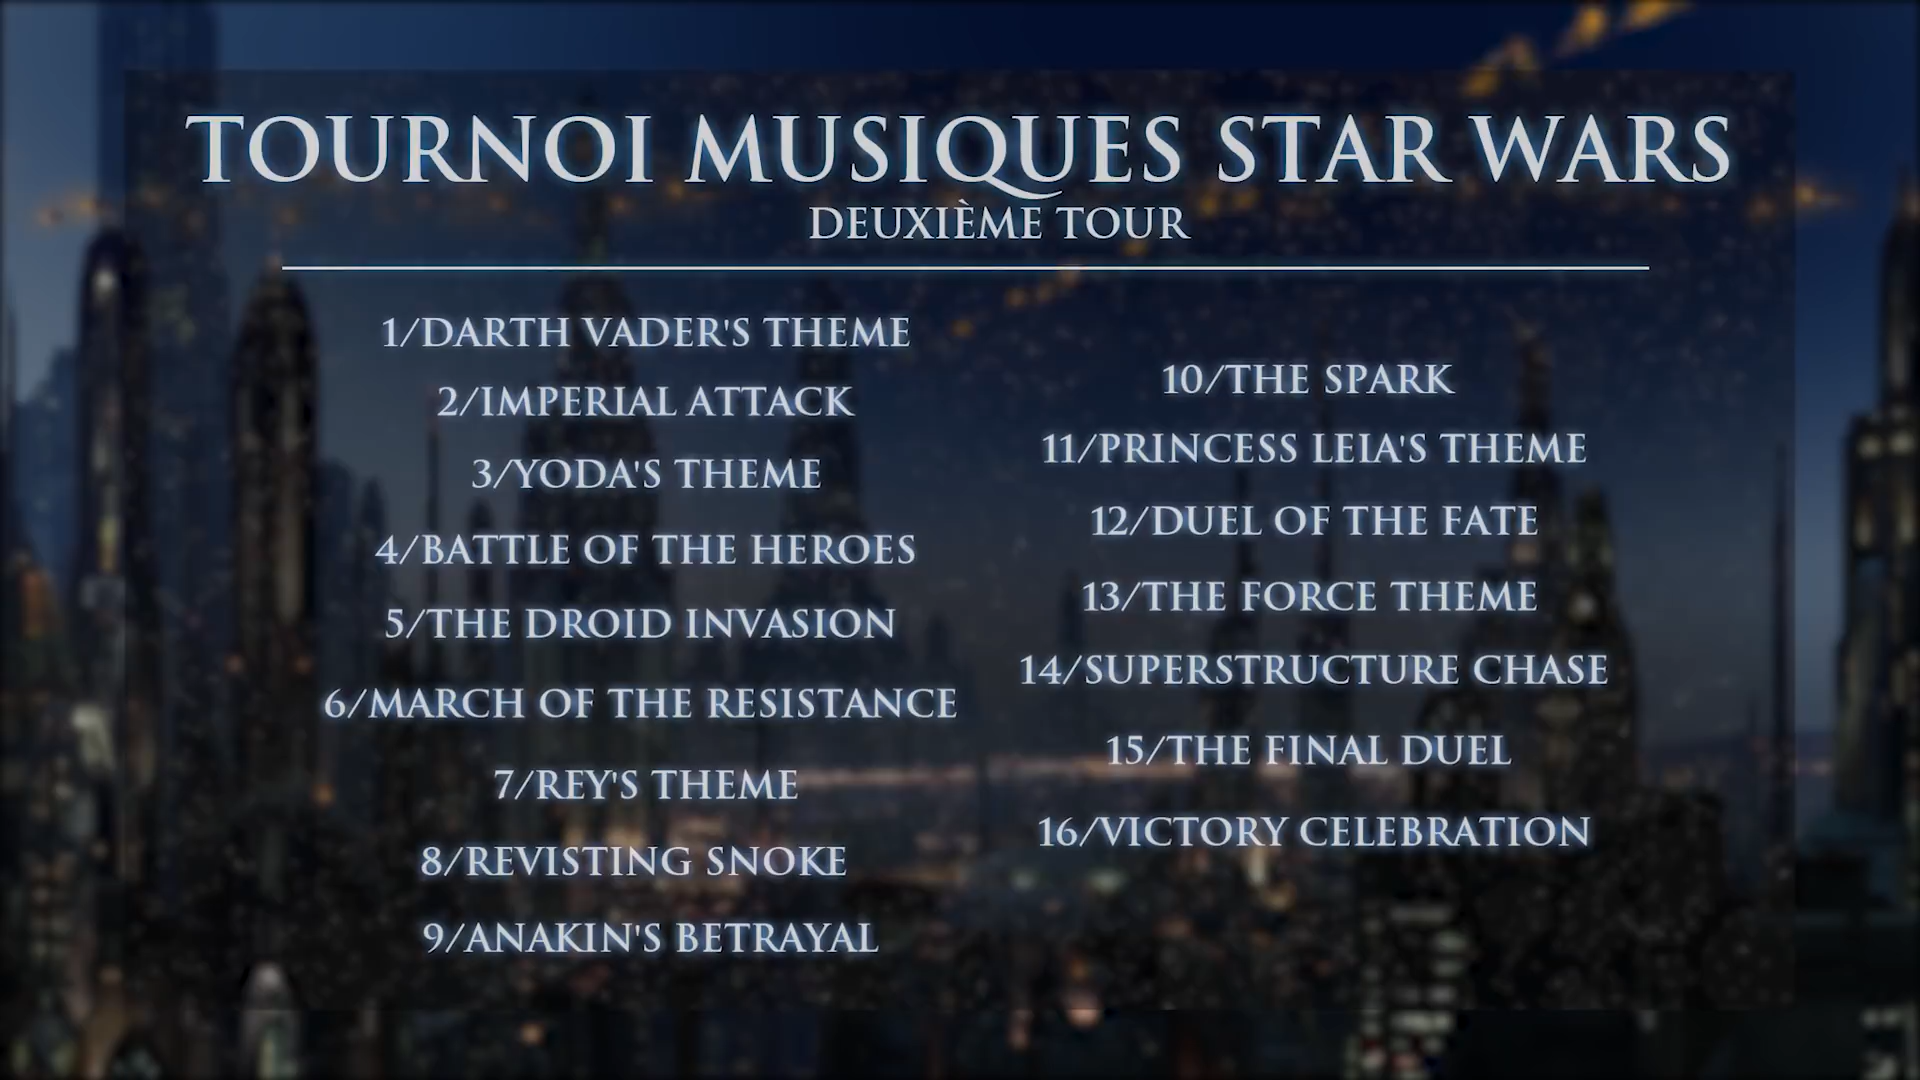 TOURNOI MUSIQUES STAR WARS
DEUXIÈME TOUR
1/DARTH VADER'S THEME
2/IMPERIAL ATTACK
3/YODA'S THEME
4/BATTLE OF THE HEROES
5/THE DROID INVASION
6/MARCH OF THE RESISTANCE
7/REY'S THEME
8/REVISTING SNOKE
9/ANAKIN'S BETRAYAL
10/THE SPARK
11/PRINCESS LEIA'S THEME
12/DUEL OF THE FATE
13/THE FORCE THEME
14/SUPERSTRUCTURE CHASE
15/THE FINAL DUEL
16/VICTORY CELEBRATION